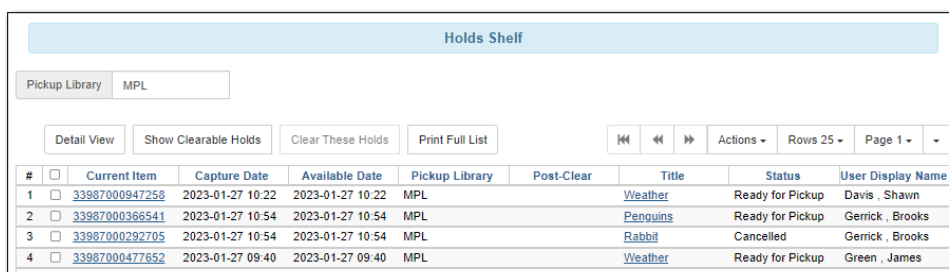 Holds Shelf
Pickup Library MPL
Detail View Show Clearable Holds Clear These Holds Print Full List Actions Rows 25 Page 1
# Current Item Capture Date Available Date Pickup Library Post-Clear Title Status User Display Name
1 33987000947258 2023-01-27 10:22 2023-01-27 10:22 MPL Weather Ready for Pickup Davis , Shawn
2 33987000366541 2023-01-27 10:54 2023-01-27 10:54 MPL Penguins Ready for Pickup Gerrick , Brooks
3 33987000292705 2023-01-27 10:54 2023-01-27 10:54 MPL Rabbit Cancelled Gerrick , Brooks
4 33987000477652 2023-01-27 09:40 2023-01-27 09:40 MPL Weather Ready for Pickup Green , James